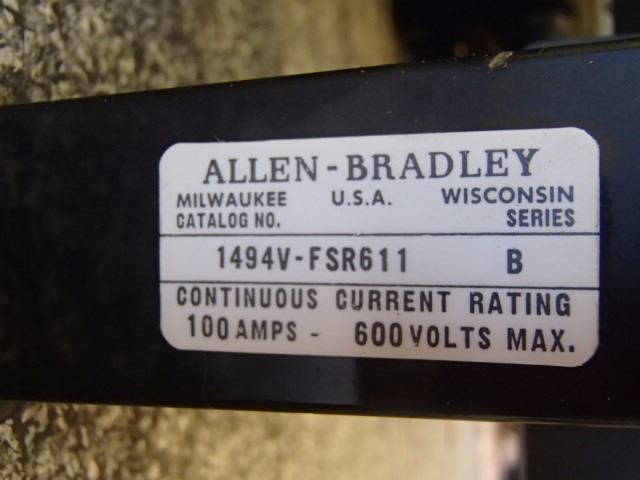 ALLEN-BRADLEY
MILWAUKEE U.S.A. WISCONSIN
CATALOG NO. SERIES
1494V-FSR611 B
CONTINUOUS CURRENT RATING
100 AMPS - 600 VOLTS MAX.